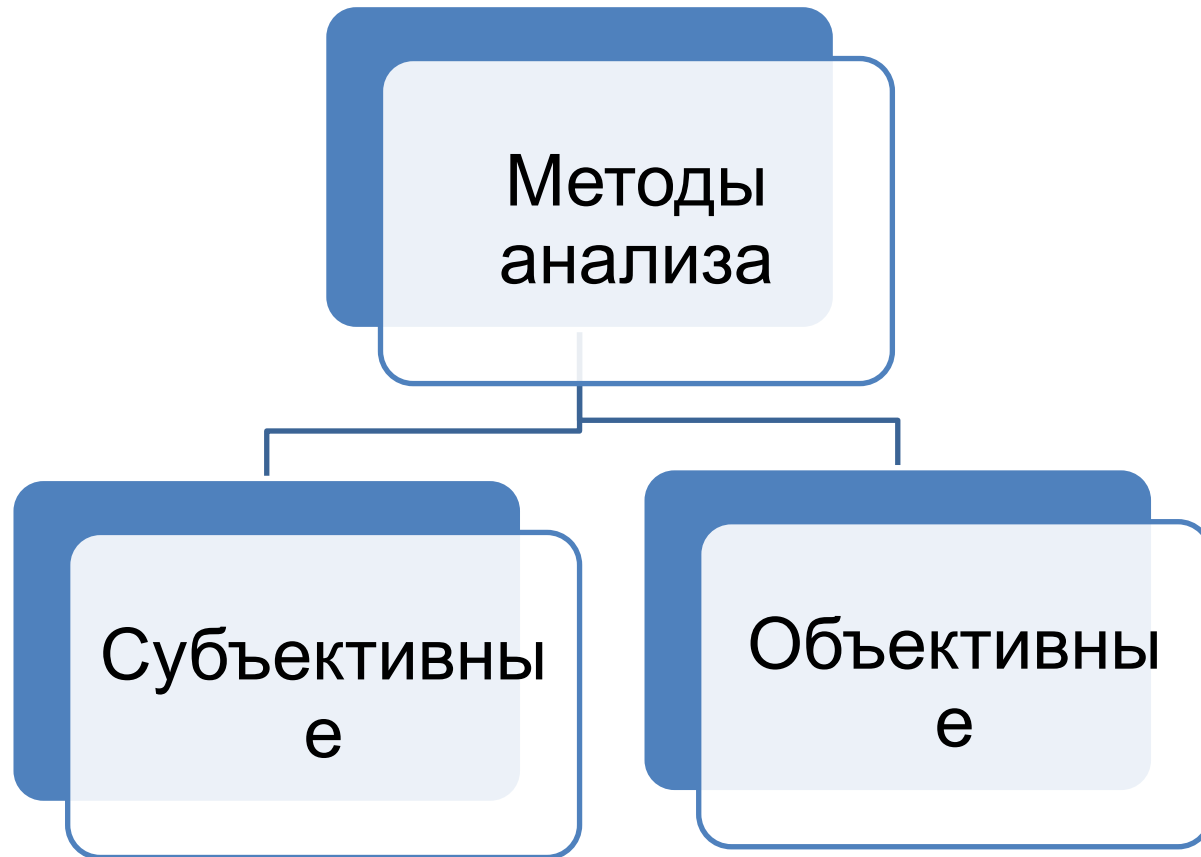 Методы
анализа
Субъективны
е
Объективны
е